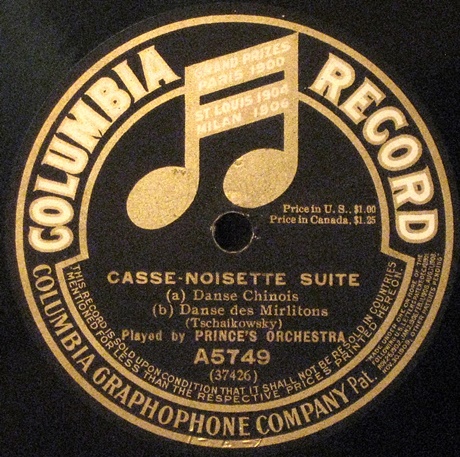 COLUMBIA RECORD
GRAND PRIZES
PARIS 1900
ST LOUIS 1904
MILAN 1906
Price in U. S., $1.00
Price in Canada, $1.25
CASSE-NOISETTE SUITE
(a) Danse Chinois
(b) Danse des Mirlitons
(Tschaikowsky)
Played by PRINCE'S ORCHESTRA
A5749
(37426)
THIS RECORD IS SOLD UPON CONDITION THAT IT SHALL NOT BE RESOLD IN COUNTRIES
MENTIONED FOR LESS THAN THE RESPECTIVE PRICES PRINTED HEREON.
COLUMBIA GRAPHOPHONE COMPANY Pat.